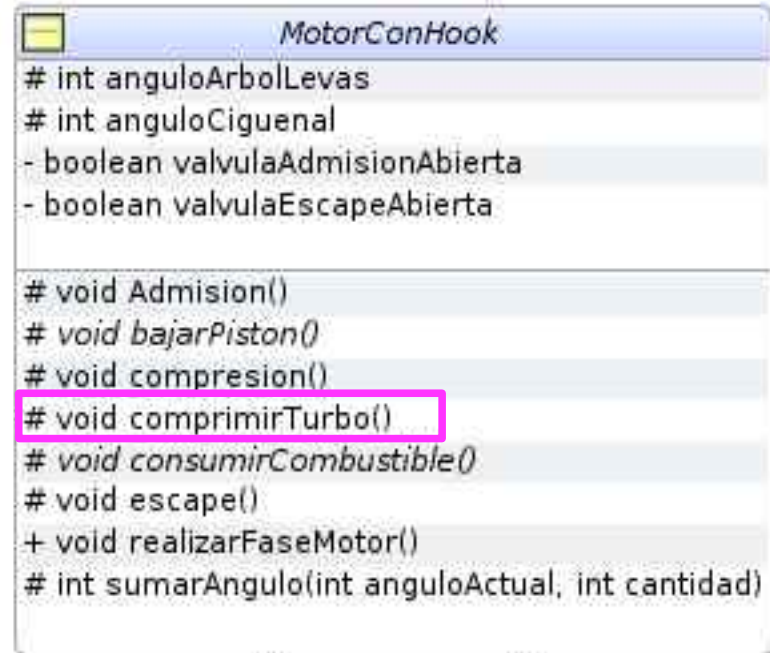 MotorConHook
# int anguloArbolLevas
# int anguloCiguenal
- boolean valvulaAdmisionAbierta
- boolean valvulaEscapeAbierta
# void Admision()
# void bajarPiston()
# void compresion()
# void comprimirTurbo()
# void consumirCombustible()
# void escape()
+ void realizarFaseMotor()
# int sumarAngulo(int anguloActual, int cantidad)